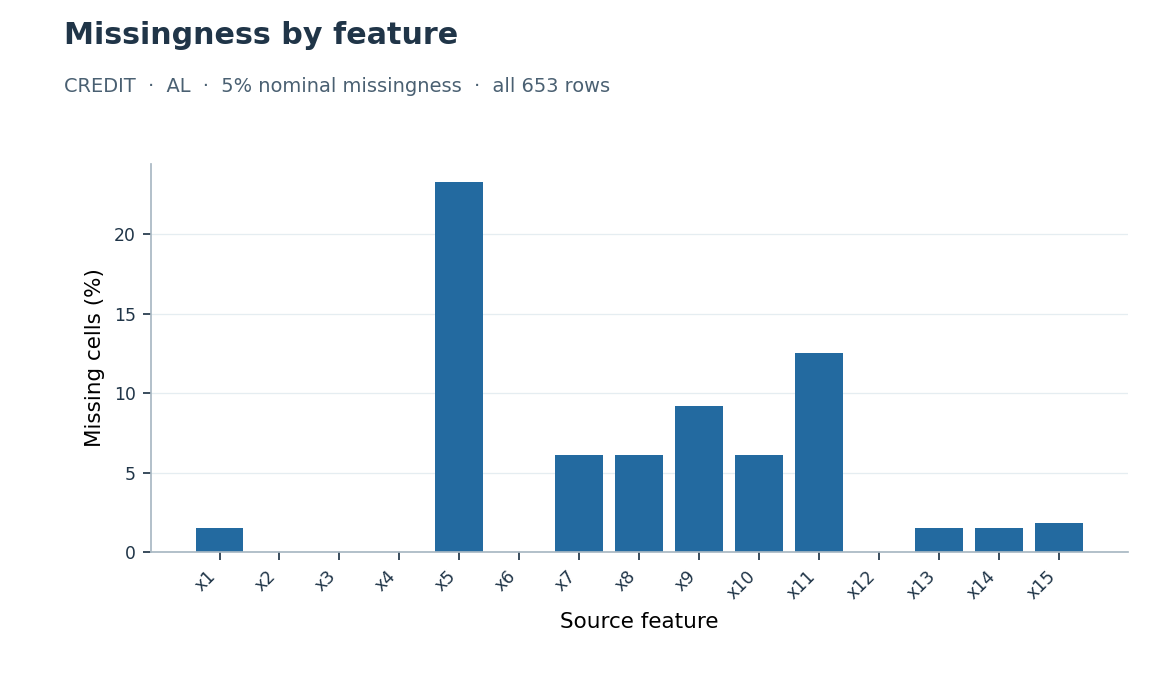 Missingness by feature
CREDIT · AL · 5% nominal missingness · all 653 rows
Missing cells (%)
20
15
10
5
0
x1 x2 x3 x4 x5 x6 x7 x8 x9 x10 x11 x12 x13 x14 x15
Source feature